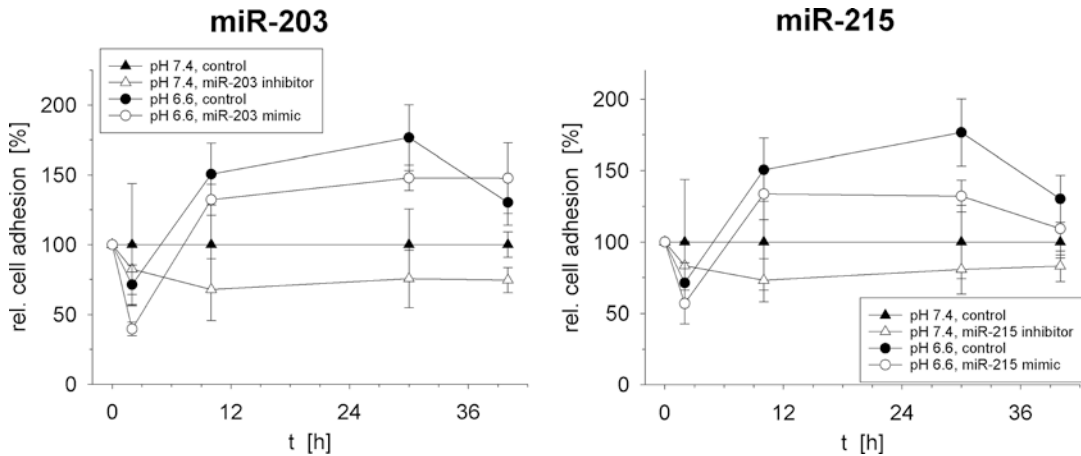 miR-203
pH 7.4, control
pH 7.4, miR-203 inhibitor
pH 6.6, control
pH 6.6, miR-203 mimic
rel. cell adhesion [%]
200
150
100
50
0
0 12 24 36
t [h]
miR-215
rel. cell adhesion [%]
200
150
100
50
0
pH 7.4, control
pH 7.4, miR-215 inhibitor
pH 6.6, control
pH 6.6, miR-215 mimic
0 12 24 36
t [h]